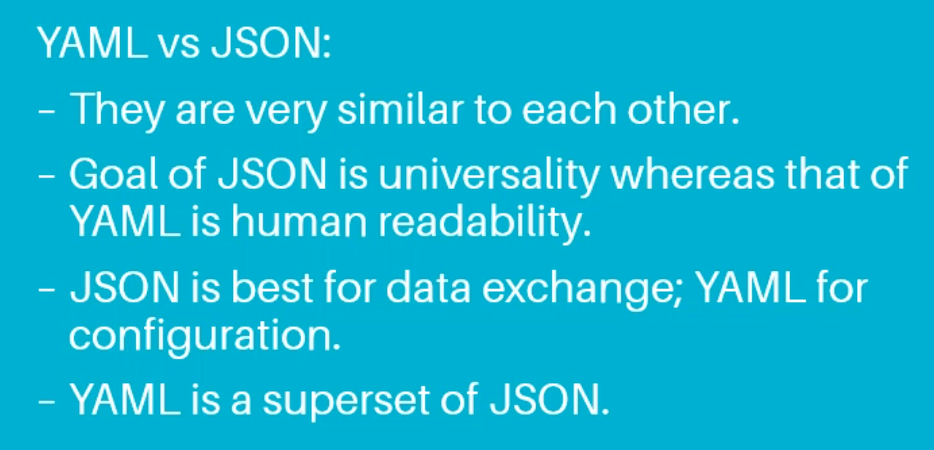 YAML vs JSON:
– They are very similar to each other.
– Goal of JSON is universality whereas that of
YAML is human readability.
– JSON is best for data exchange; YAML for
configuration.
– YAML is a superset of JSON.